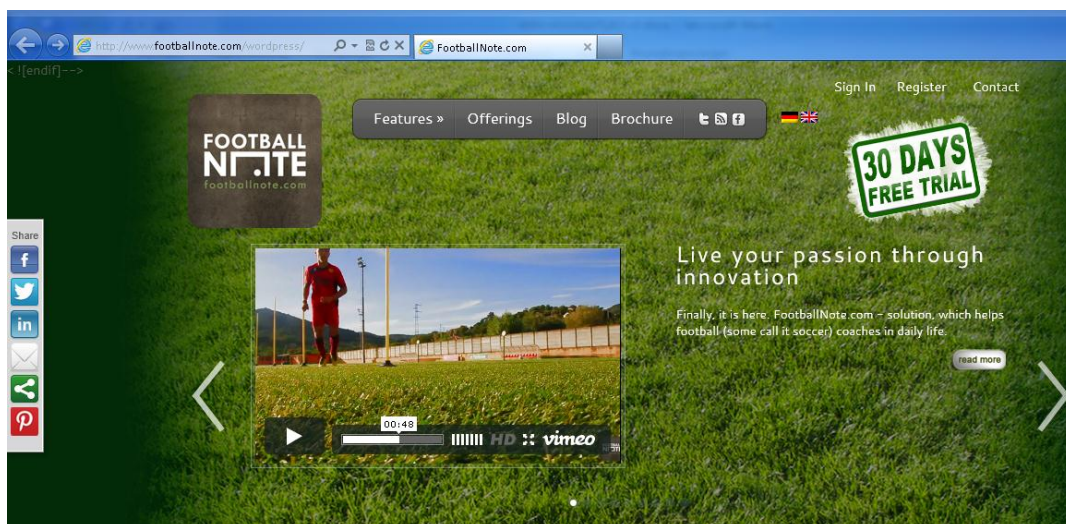 http://www.footballnote.com/wordpress/
FootballNote.com
< ![endif]-->
Sign In Register Contact
Features » Offerings Blog Brochure
FOOTBALL
footballnote.com
30 DAYS
FREE TRIAL
Share
Live your passion through
innovation
Finally, it is here. FootballNote.com – solution, which helps
football (some call it soccer) coaches in daily life.
read more
00:48
HD vimeo